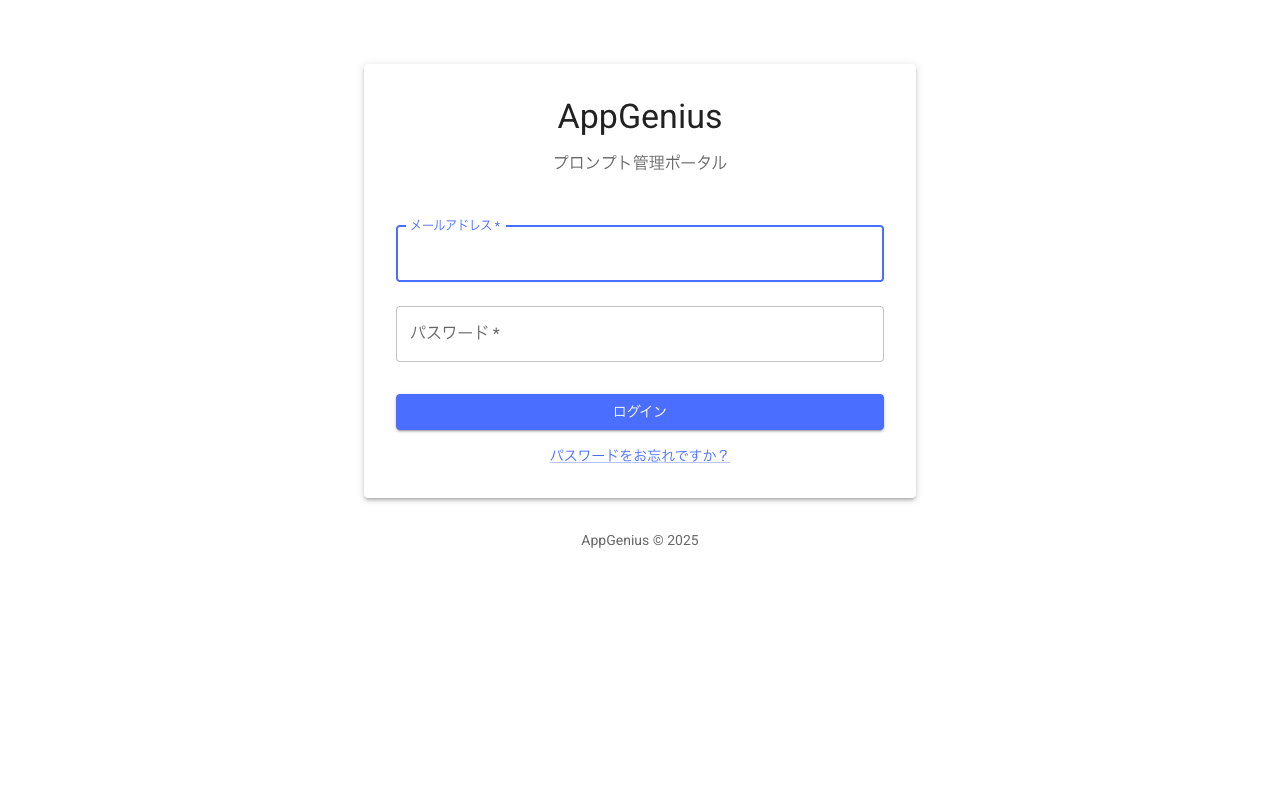 AppGenius
プロンプト管理ポータル
メールアドレス *
パスワード *
ログイン
パスワードをお忘れですか？
AppGenius © 2025